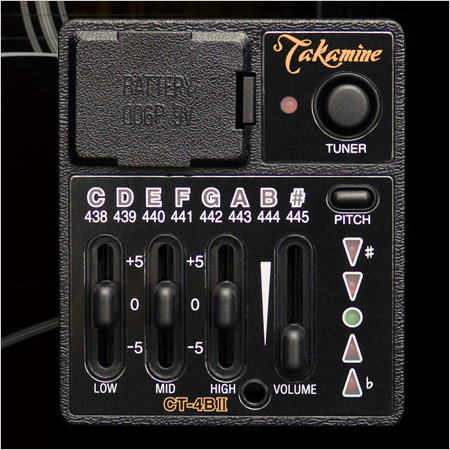 Takamine
BATTERY
006P 9V
TUNER
C D E F G A B #
438 439 440 441 442 443 444 445
PITCH
+5 +5
0 0
-5 -5
#
♭
LOW MID HIGH VOLUME
CT-4BII